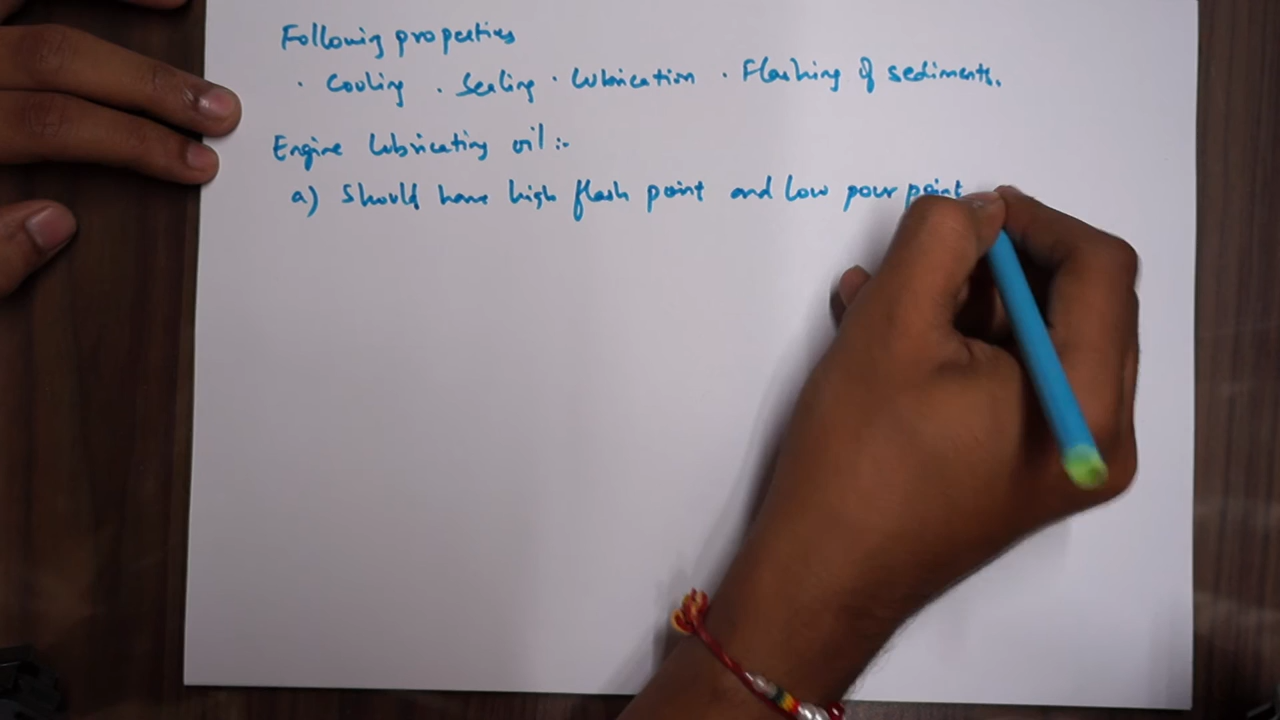 Following properties
· Cooling · Sealing · Lubrication · Flashing of sediments.
Engine lubricating oil :-
a) Should have high flash point and low pour point